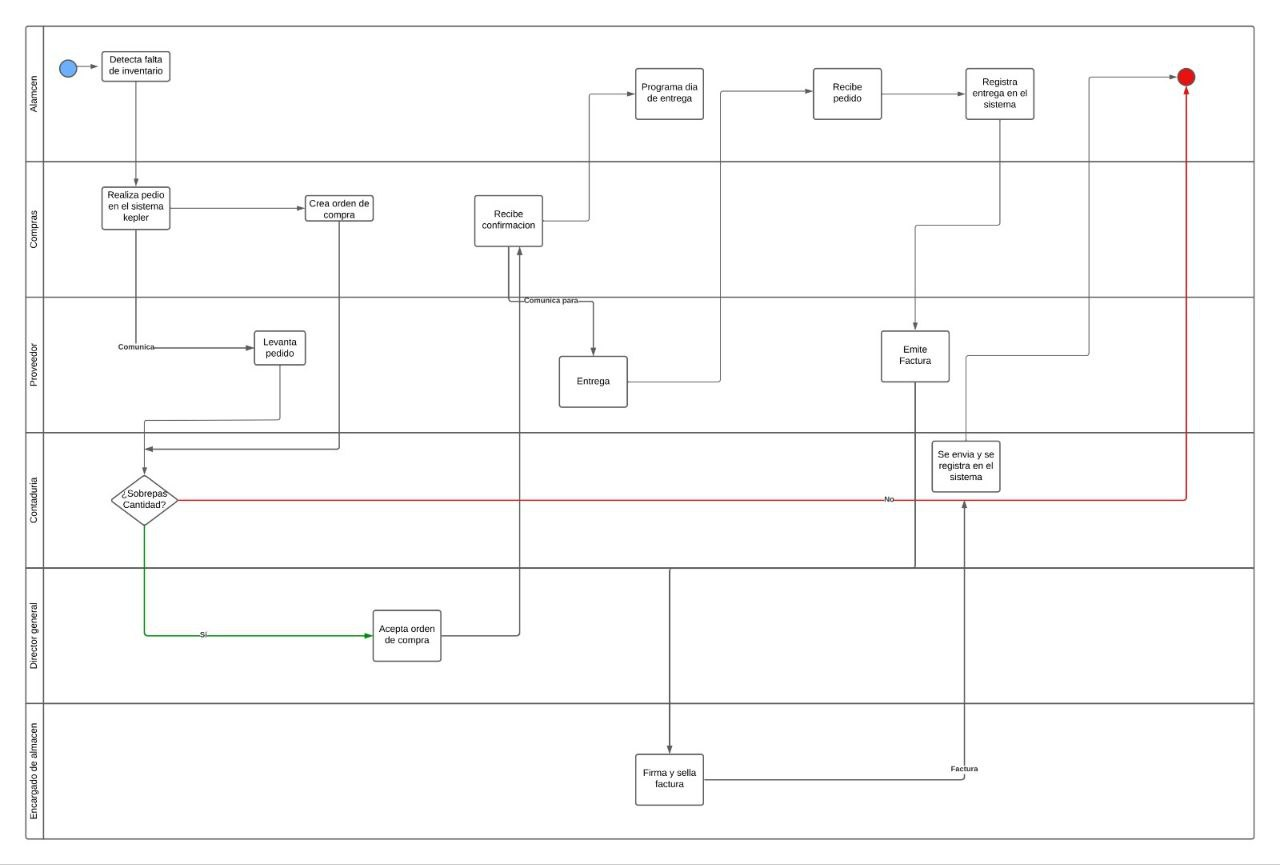 Alamcen
Detecta falta
de inventario
Programa dia
de entrega
Recibe
pedido
Registra
entrega en el
sistema
Compras
Realiza pedio
en el sistema
kepler
Crea orden de
compra
Recibe
confirmacion
Comunica para
Proveedor
Comunica
Levanta
pedido
Entrega
Emite
Factura
Contaduria
¿Sobrepas
Cantidad?
No
Se envia y se
registra en el
sistema
Director general
Sí
Acepta orden
de compra
Encargado de almacen
Firma y sella
factura
Factura